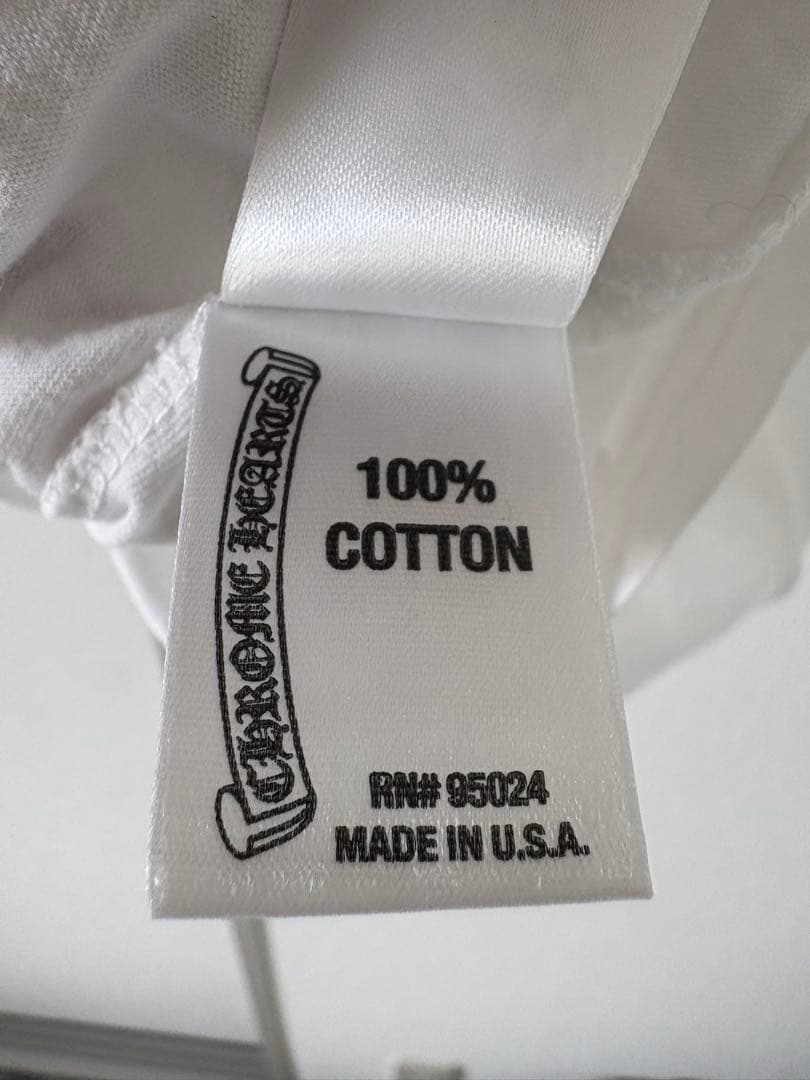 CHROME HEARTS
100%
COTTON
RN# 95024
MADE IN U.S.A.